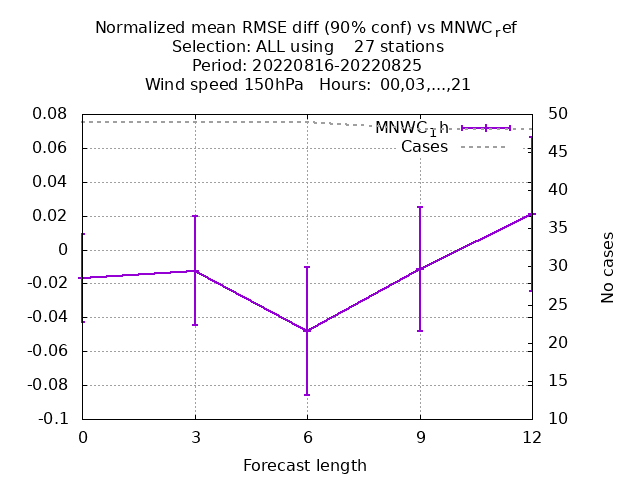 Normalized mean RMSE diff (90% conf) vs MNWCref
Selection: ALL using    27 stations
Period: 20220816-20220825
Wind speed 150hPa   Hours: 00,03,...,21
MNWCIh
Cases
0.08
0.06
0.04
0.02
0
-0.02
-0.04
-0.06
-0.08
-0.1
50
45
40
35
30
25
20
15
10
No cases
0 3 6 9 12
Forecast length